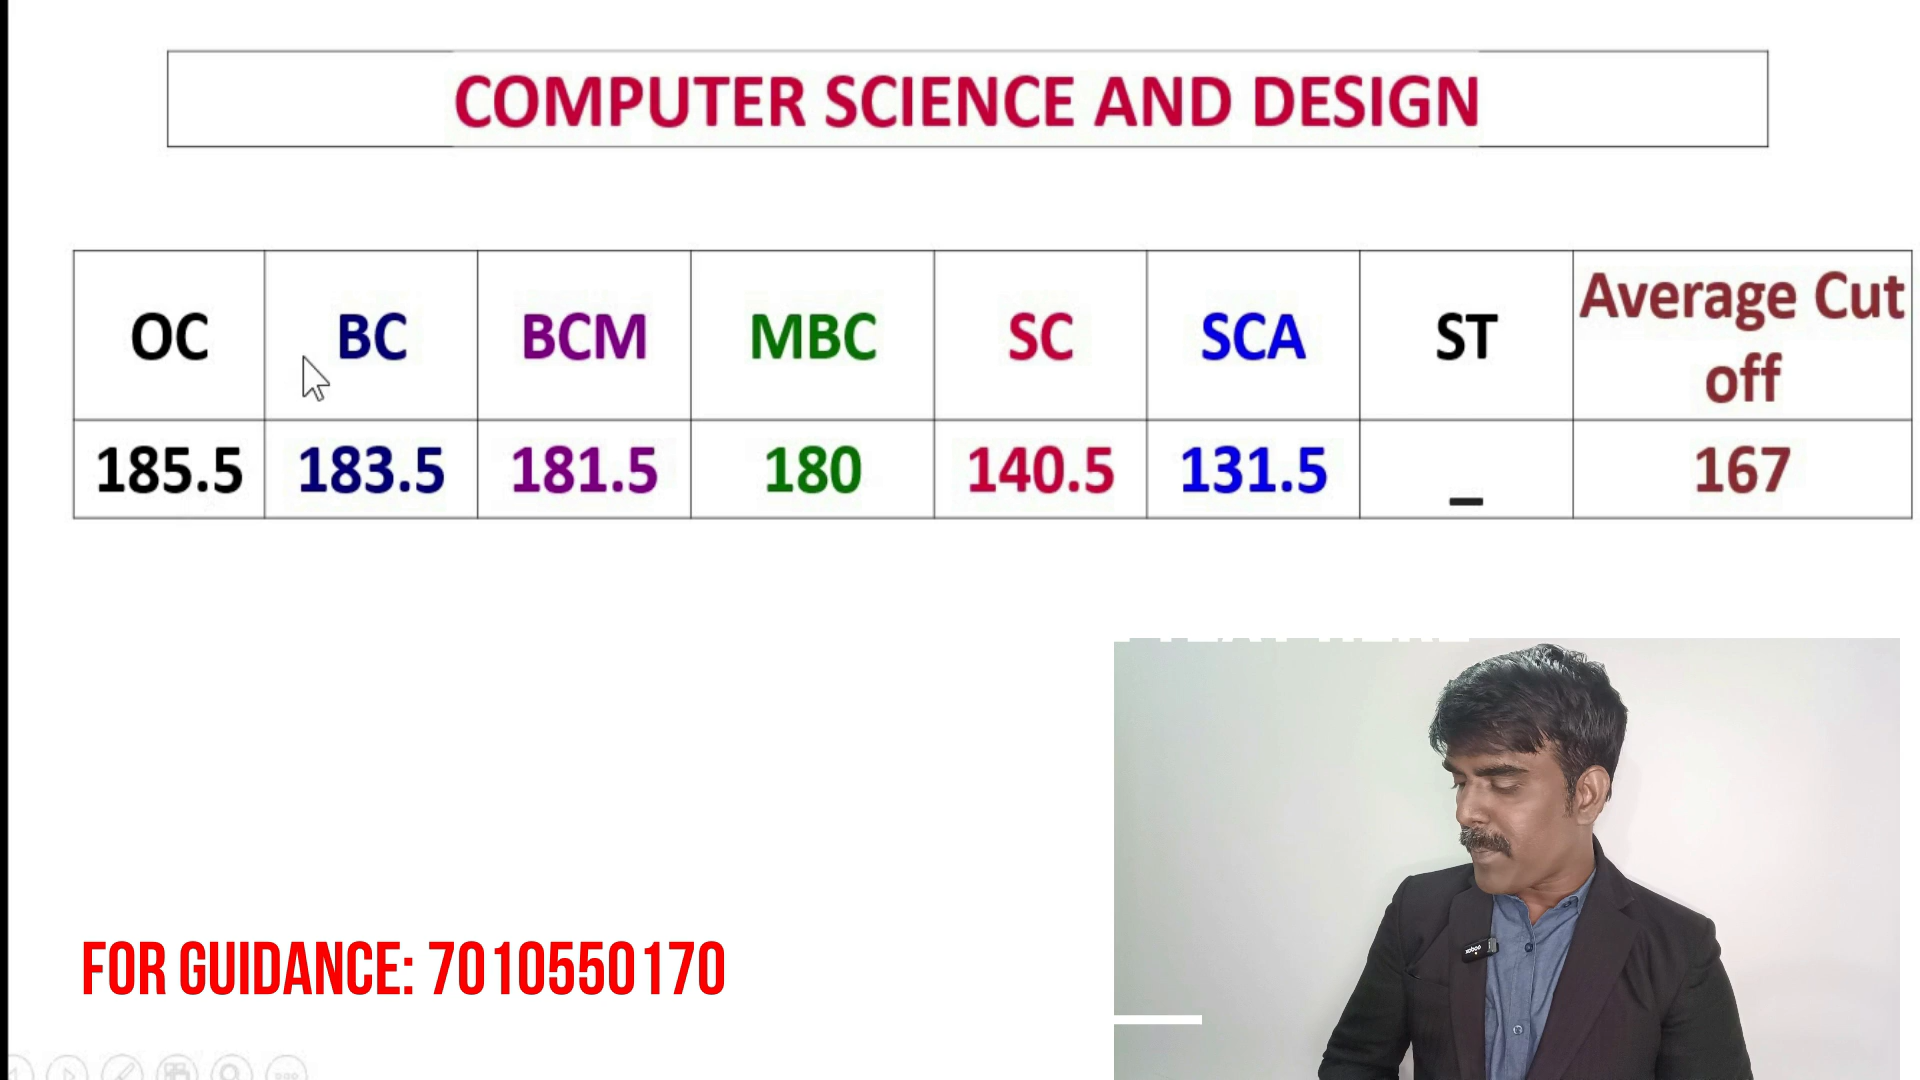 COMPUTER SCIENCE AND DESIGN
OC BC BCM MBC SC SCA ST Average Cut off
185.5 183.5 181.5 180 140.5 131.5 _ 167
FOR GUIDANCE: 7010550170